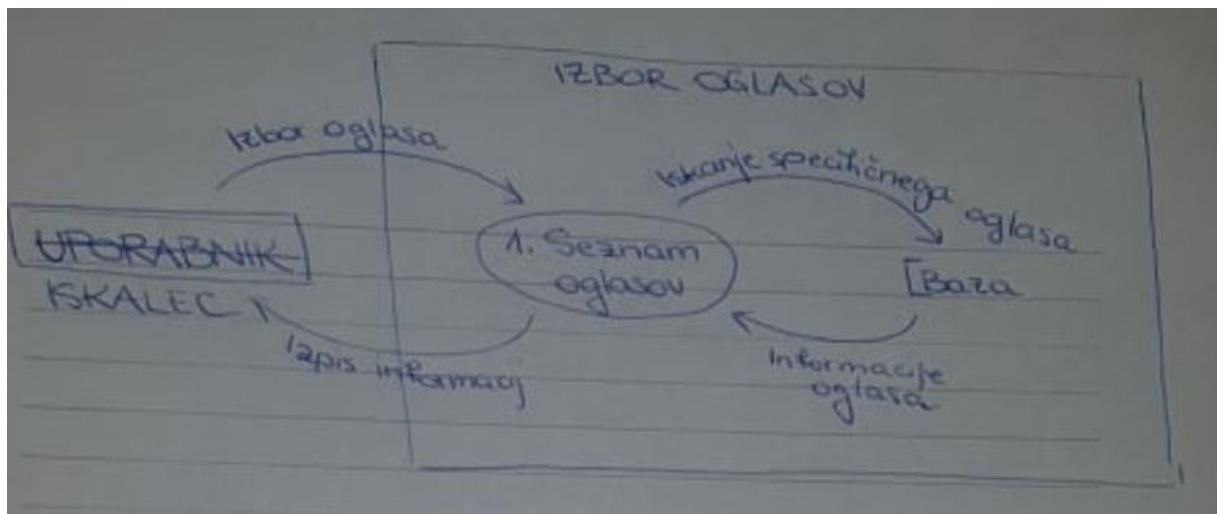 IZBOR OGLASOV
Izbor oglasa
Iskanje specifičnega
oglasa
UPORABNIK
ISKALEC
1. Seznam
oglasov
[Baza
Izpis informacij
Informacije
oglasa